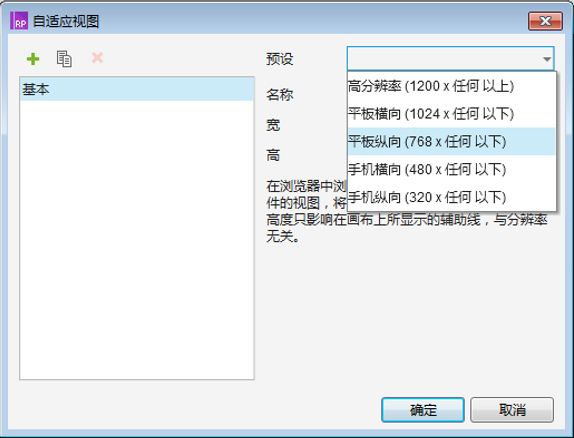 RP 自适应视图
预设
基本
高分辨率 (1200 x 任何 以上)
名称
平板横向 (1024 x 任何 以下)
宽
平板纵向 (768 x 任何 以下)
高
手机横向 (480 x 任何 以下)
在浏览器中浏
手机纵向 (320 x 任何 以下)
件的视图，将
高度只影响在画布上所显示的辅助线，与分辨率
无关。
确定
取消